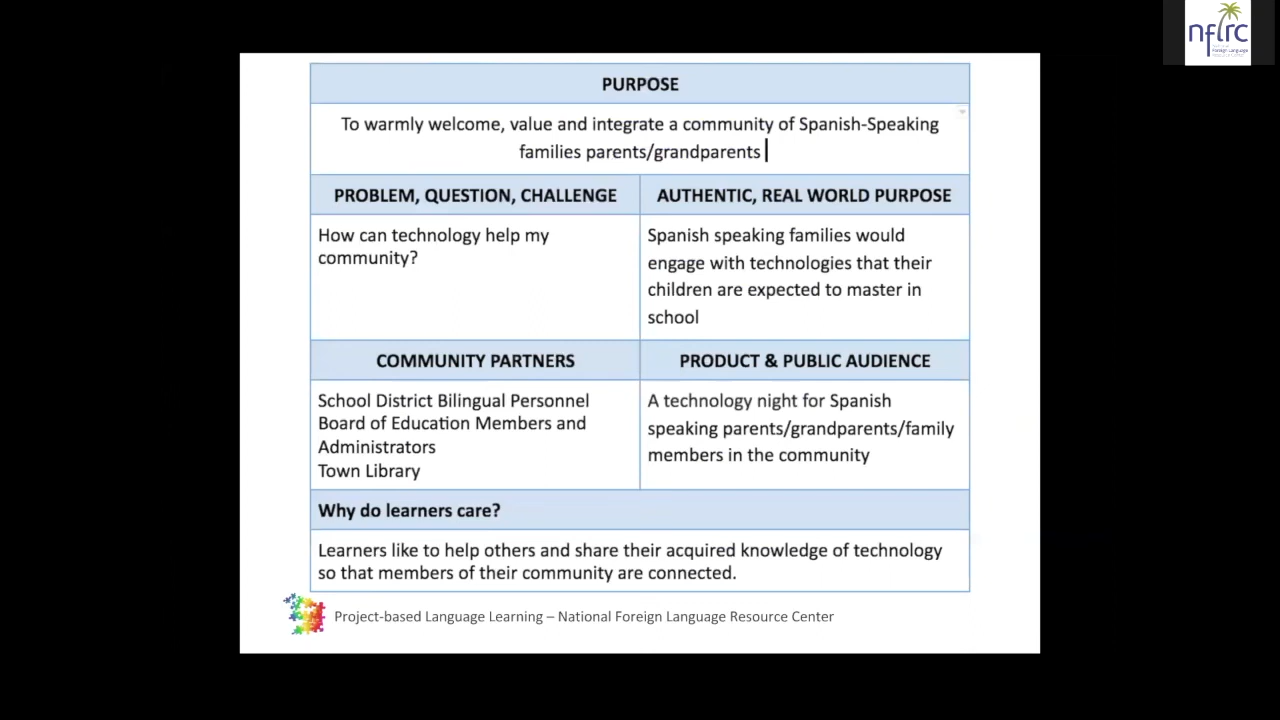 nflrc
Foreign Language
Resource Center
PURPOSE
To warmly welcome, value and integrate a community of Spanish-Speaking
families parents/grandparents
PROBLEM, QUESTION, CHALLENGE
AUTHENTIC, REAL WORLD PURPOSE
How can technology help my
community?
Spanish speaking families would
engage with technologies that their
children are expected to master in
school
COMMUNITY PARTNERS
PRODUCT & PUBLIC AUDIENCE
School District Bilingual Personnel
Board of Education Members and
Administrators
Town Library
A technology night for Spanish
speaking parents/grandparents/family
members in the community
Why do learners care?
Learners like to help others and share their acquired knowledge of technology
so that members of their community are connected.
Project-based Language Learning – National Foreign Language Resource Center